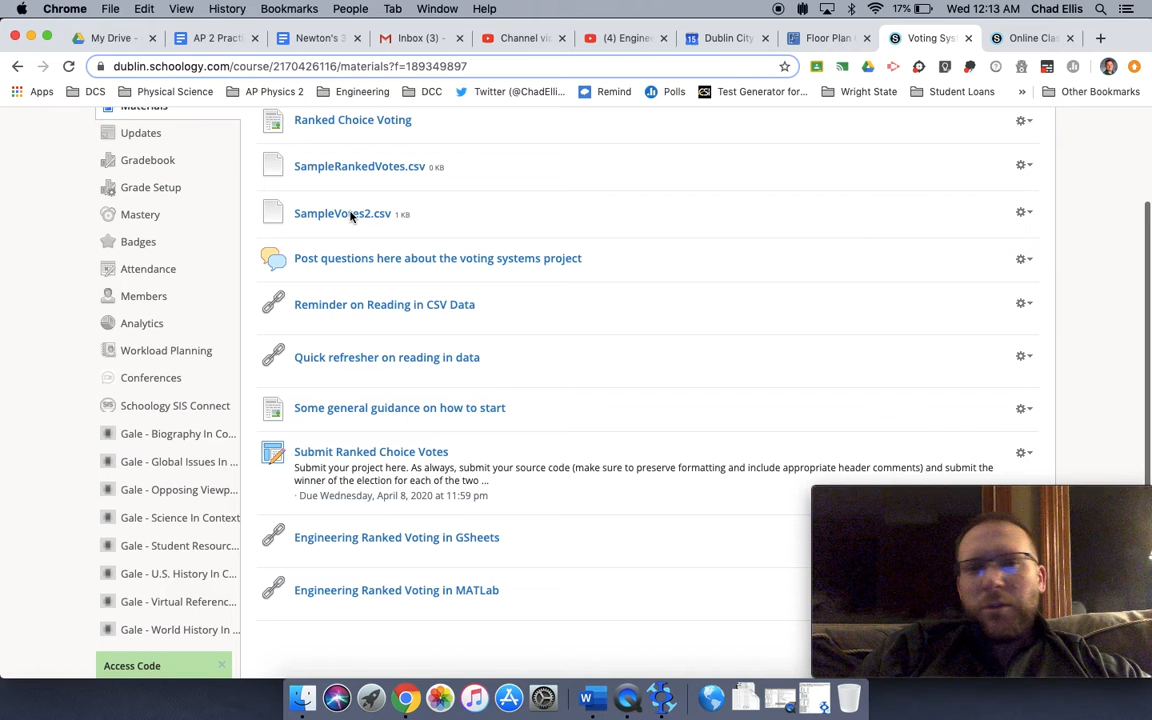 Chrome File Edit View History Bookmarks People Tab Window Help 17% Wed 12:13 AM Chad Ellis
My Drive - AP 2 Practi Newton's 3 Inbox (3) - Channel vid (4) Engine Dublin City Floor Plan Voting Sys Online Clas
dublin.schoology.com/course/2170426116/materials?f=189349897
Apps DCS Physical Science AP Physics 2 Engineering DCC Twitter (@ChadElli... Remind Polls Test Generator for... Wright State Student Loans » Other Bookmarks
Materials
Updates
Gradebook
Grade Setup
Mastery
Badges
Attendance
Members
Analytics
Workload Planning
Conferences
Schoology SIS Connect
Gale - Biography In Co...
Gale - Global Issues In ...
Gale - Opposing Viewp...
Gale - Science In Context
Gale - Student Resourc...
Gale - U.S. History In C...
Gale - Virtual Referenc...
Gale - World History In ...
Access Code
Ranked Choice Voting
SampleRankedVotes.csv 0 KB
SampleVotes2.csv 1 KB
Post questions here about the voting systems project
Reminder on Reading in CSV Data
Quick refresher on reading in data
Some general guidance on how to start
Submit Ranked Choice Votes
Submit your project here. As always, submit your source code (make sure to preserve formatting and include appropriate header comments) and submit the
winner of the election for each of the two ...
· Due Wednesday, April 8, 2020 at 11:59 pm
Engineering Ranked Voting in GSheets
Engineering Ranked Voting in MATLab